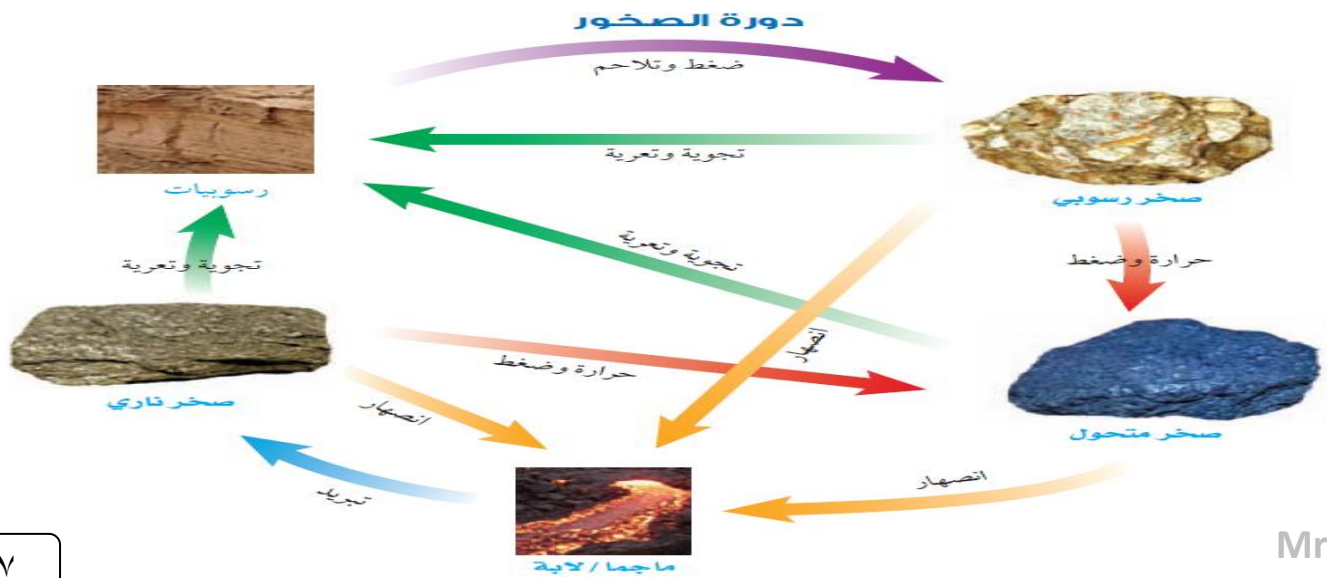 دورة الصخور
ضغط وتلاحم
تجوية وتعرية
رسوبيات
صخر رسوبي
تجوية وتعرية
حرارة وضغط
تجوية وتعرية
انصهار
حرارة وضغط
صخر ناري
انصهار
صخر متحول
انصهار
تبريد
ماجما / لابة
Mr
٧